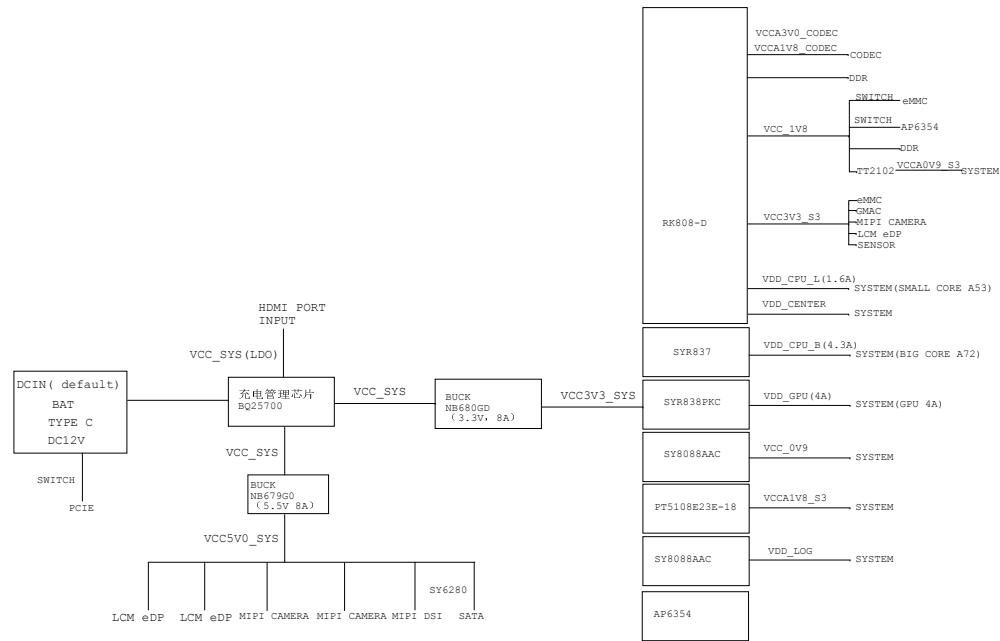 VCCA3V0_CODEC
VCCA1V8_CODEC
CODEC
DDR
SWITCH
eMMC
SWITCH
AP6354
VCC_1V8
DDR
TT2102
VCCA0V9_S3
SYSTEM
eMMC
GMAC
MIPI CAMERA
LCM eDP
SENSOR
VCC3V3_S3
RK808-D
VDD_CPU_L(1.6A)
SYSTEM(SMALL CORE A53)
VDD_CENTER
SYSTEM
HDMI PORT
INPUT
VCC_SYS(LDO)
SYR837
VDD_CPU_B(4.3A)
SYSTEM(BIG CORE A72)
DCIN( default)
BAT
TYPE C
DC12V
充电管理芯片
BQ25700
VCC_SYS
BUCK
NB680GD
(3.3V，8A)
VCC3V3_SYS
SYR838PKC
VDD_GPU(4A)
SYSTEM(GPU 4A)
VCC_SYS
SY8088AAC
VCC_0V9
SYSTEM
SWITCH
PCIE
BUCK
NB679G0
(5.5V 8A)
PT5108E23E-18
VCCA1V8_S3
SYSTEM
VCC5V0_SYS
SY8088AAC
VDD_LOG
SYSTEM
SY6280
LCM eDP
LCM eDP
MIPI CAMERA
MIPI CAMERA
MIPI DSI
SATA
AP6354